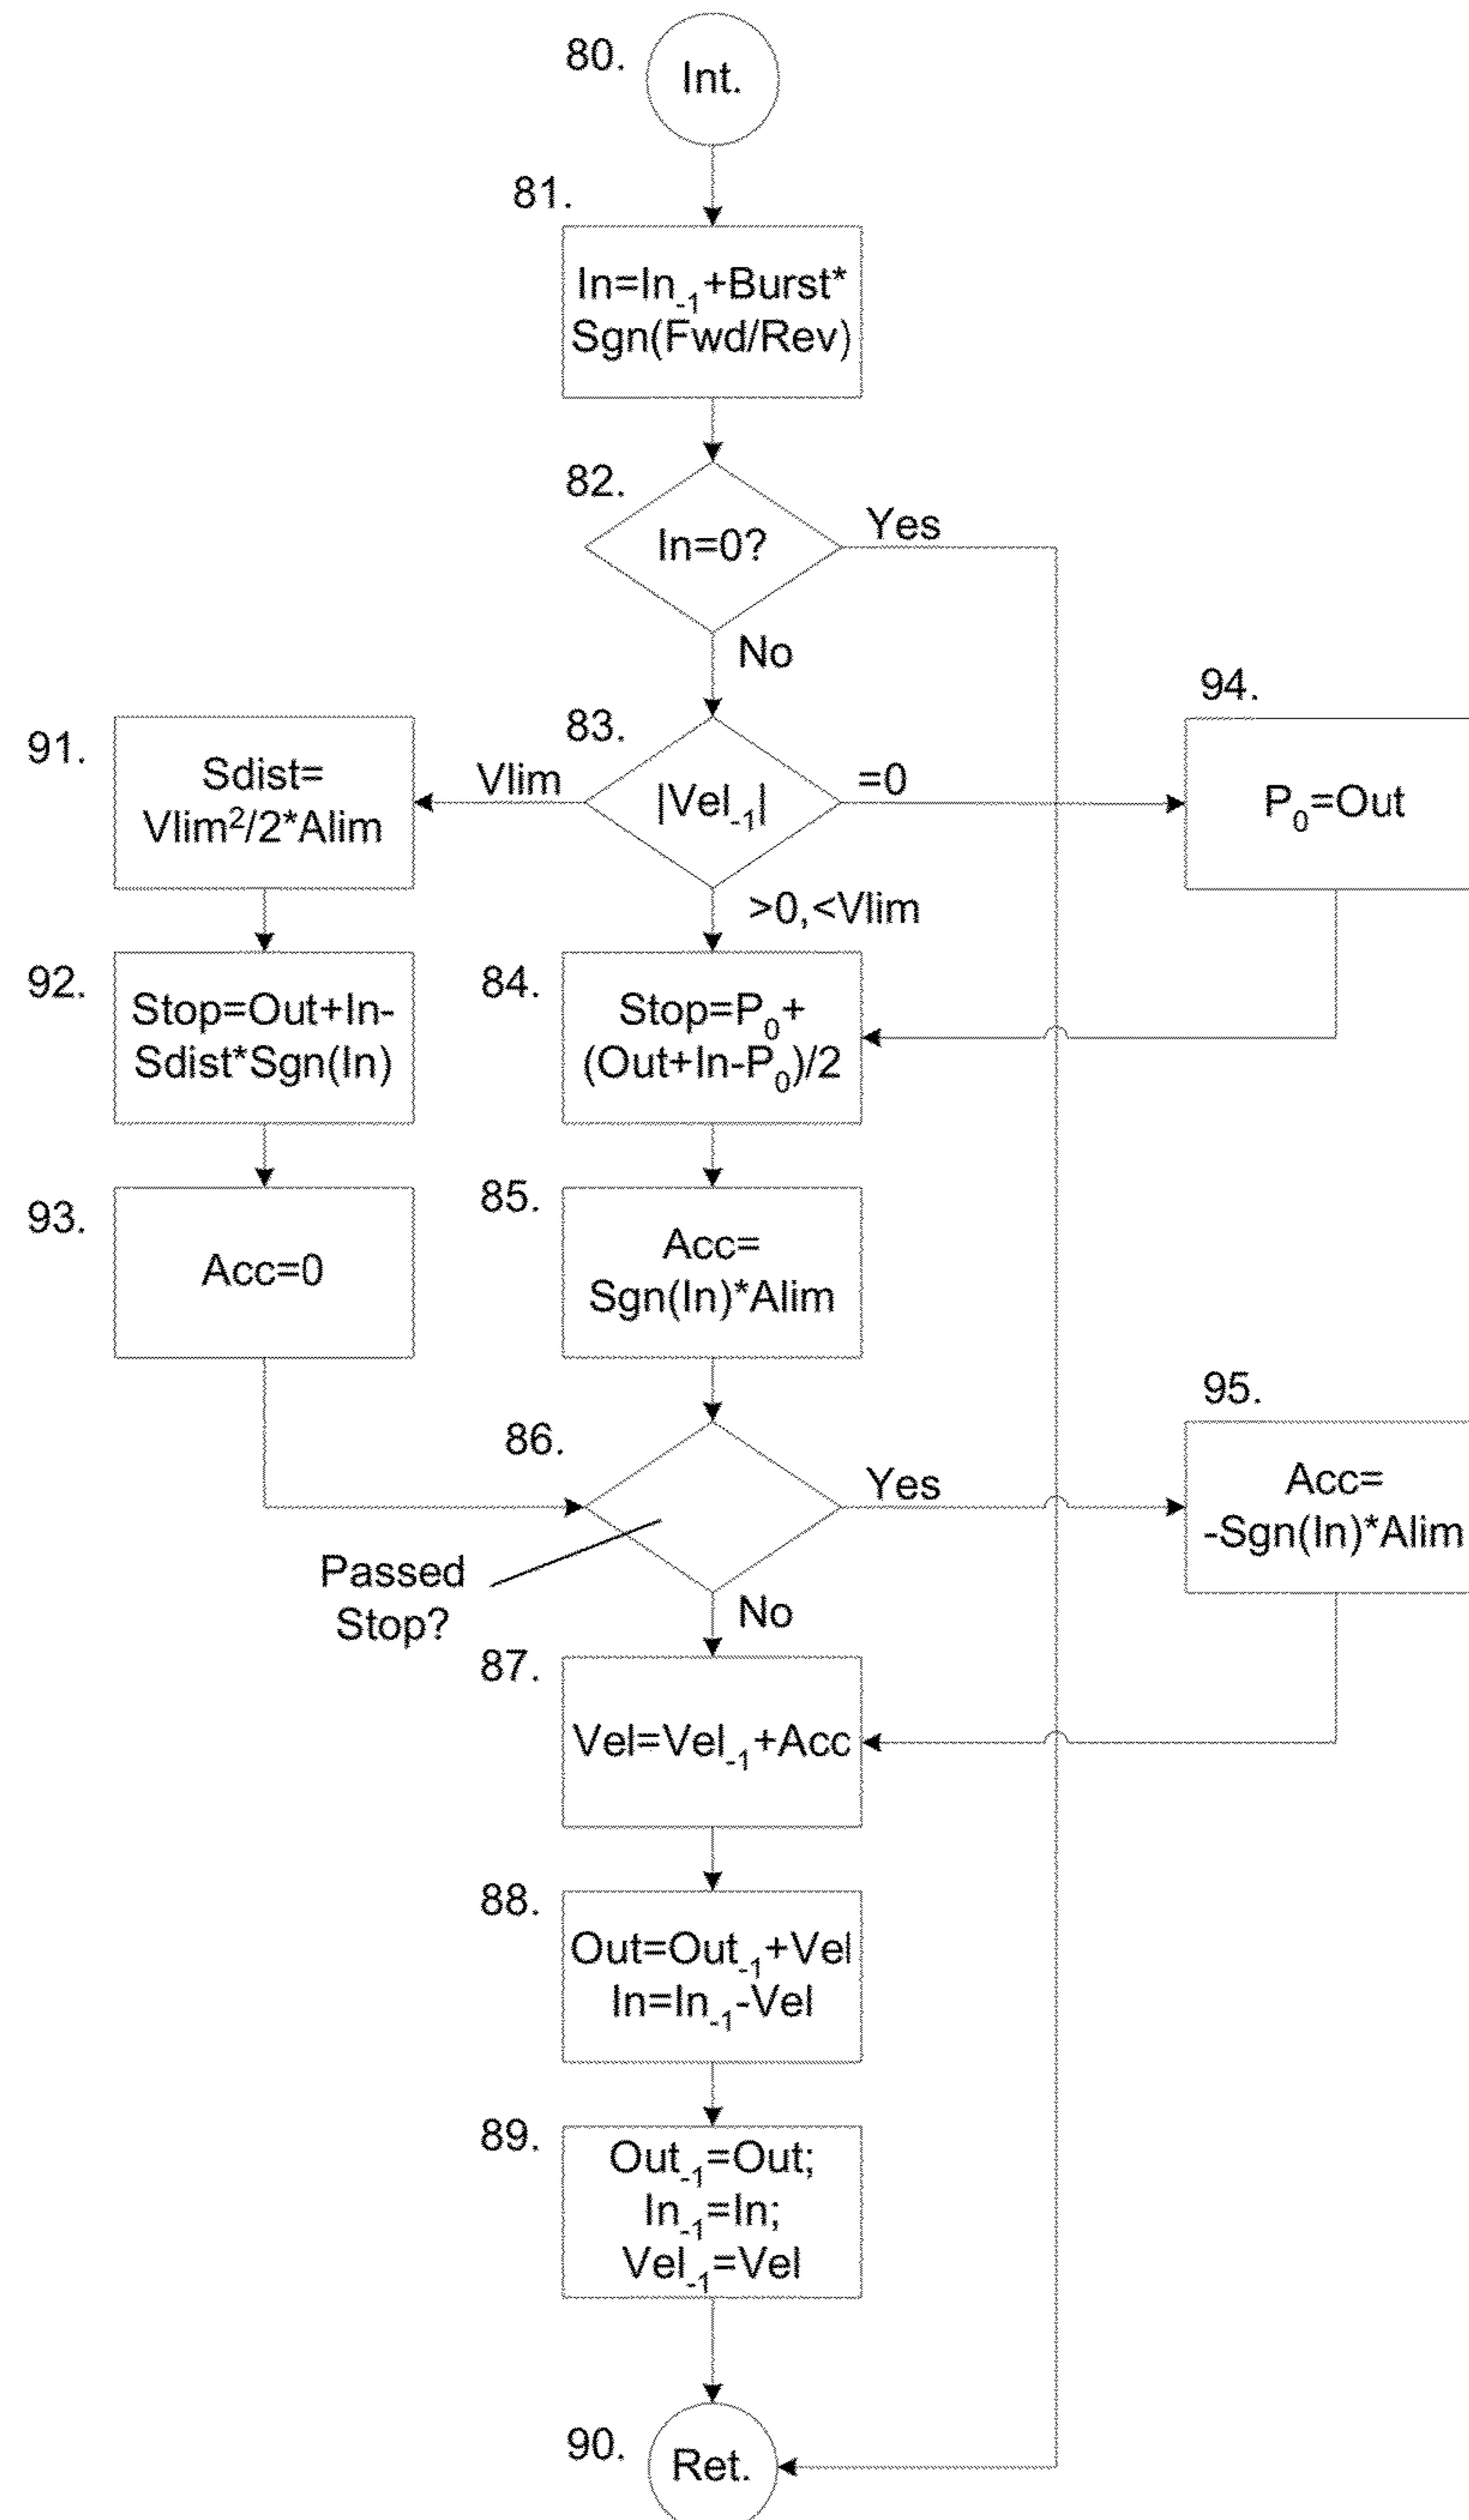 80.
Int.
81.
In=In₋₁+Burst*
Sgn(Fwd/Rev)
82.
In=0?
Yes
No
83.
|Vel₋₁|
Vlim
=0
>0,<Vlim
91.
Sdist=
Vlim²/2*Alim
94.
P₀=Out
92.
Stop=Out+In-
Sdist*Sgn(In)
84.
Stop=P₀+
(Out+In-P₀)/2
93.
Acc=0
85.
Acc=
Sgn(In)*Alim
86.
Passed
Stop?
Yes
No
95.
Acc=
-Sgn(In)*Alim
87.
Vel=Vel₋₁+Acc
88.
Out=Out₋₁+Vel
In=In₋₁-Vel
89.
Out₋₁=Out;
In₋₁=In;
Vel₋₁=Vel
90.
Ret.